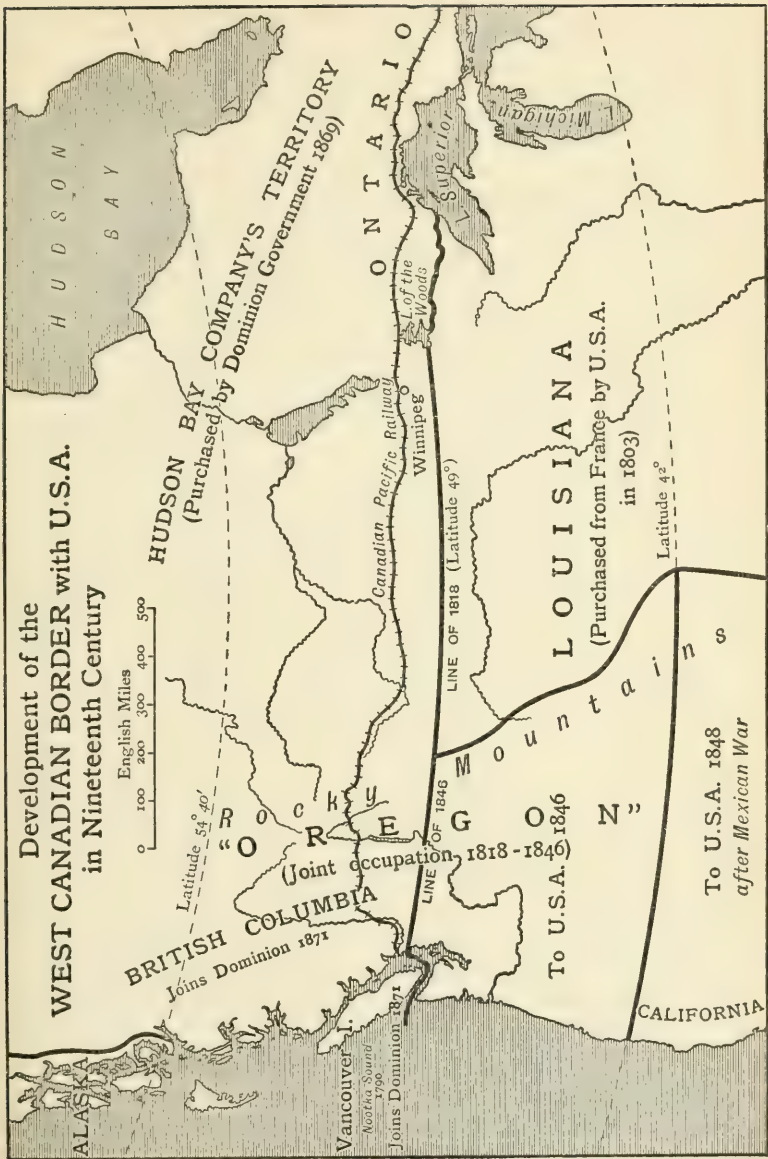 Development of the
WEST CANADIAN BORDER with U.S.A.
in Nineteenth Century
English Miles
0 100 200 300 400 500
HUDSON
BAY
HUDSON BAY COMPANY'S TERRITORY
(Purchased by Dominion Government 1869)
ALASKA
Latitude 54° 40'
BRITISH COLUMBIA
Joins Dominion 1871
Rocky Mountains
"OREGON"
(Joint occupation 1818-1846)
Canadian Pacific Railway
Winnipeg
L. of the
Woods
ONTARIO
L. Superior
L. Michigan
Vancouver I.
Nootka Sound
1790
Joins Dominion 1871
LINE OF 1846
LINE OF 1818 (Latitude 49°)
To U.S.A. 1846
LOUISIANA
(Purchased from France by U.S.A.
in 1803)
Latitude 42°
CALIFORNIA
To U.S.A. 1848
after Mexican War